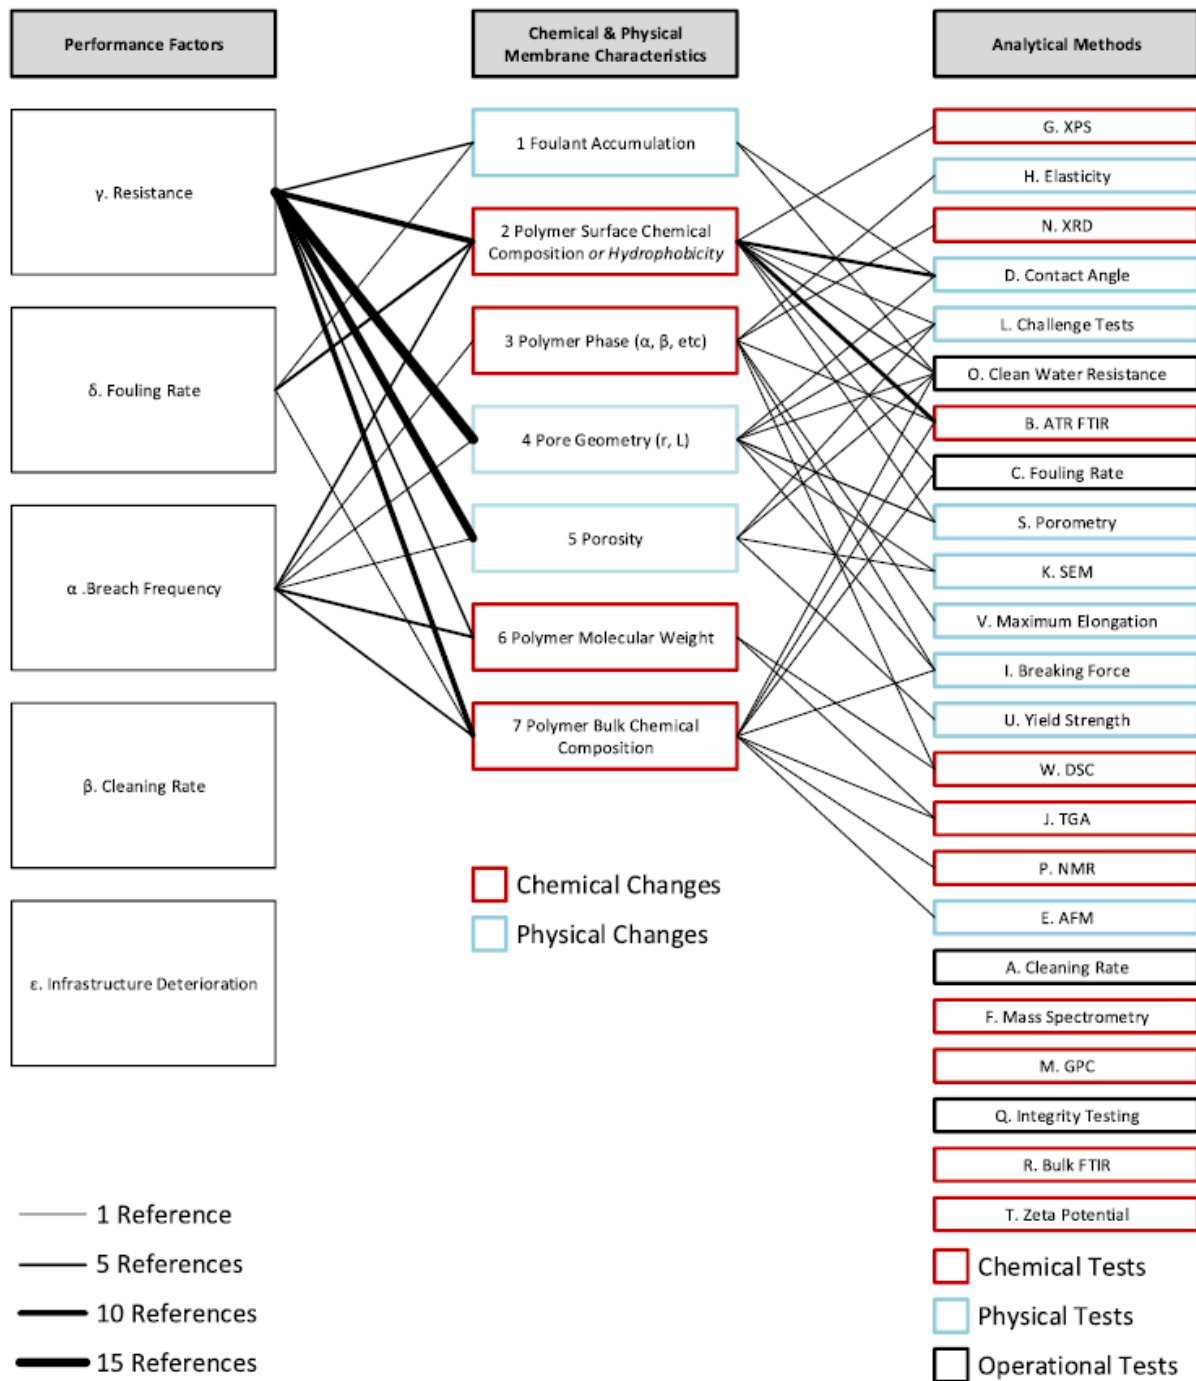 Performance Factors
Chemical & Physical
Membrane Characteristics
Analytical Methods
γ. Resistance
δ. Fouling Rate
α .Breach Frequency
β. Cleaning Rate
ε. Infrastructure Deterioration
1 Foulant Accumulation
2 Polymer Surface Chemical
Composition or Hydrophobicity
3 Polymer Phase (α, β, etc)
4 Pore Geometry (r, L)
5 Porosity
6 Polymer Molecular Weight
7 Polymer Bulk Chemical
Composition
Chemical Changes
Physical Changes
G. XPS
H. Elasticity
N. XRD
D. Contact Angle
L. Challenge Tests
O. Clean Water Resistance
B. ATR FTIR
C. Fouling Rate
S. Porometry
K. SEM
V. Maximum Elongation
I. Breaking Force
U. Yield Strength
W. DSC
J. TGA
P. NMR
E. AFM
A. Cleaning Rate
F. Mass Spectrometry
M. GPC
Q. Integrity Testing
R. Bulk FTIR
T. Zeta Potential
1 Reference
5 References
10 References
15 References
Chemical Tests
Physical Tests
Operational Tests